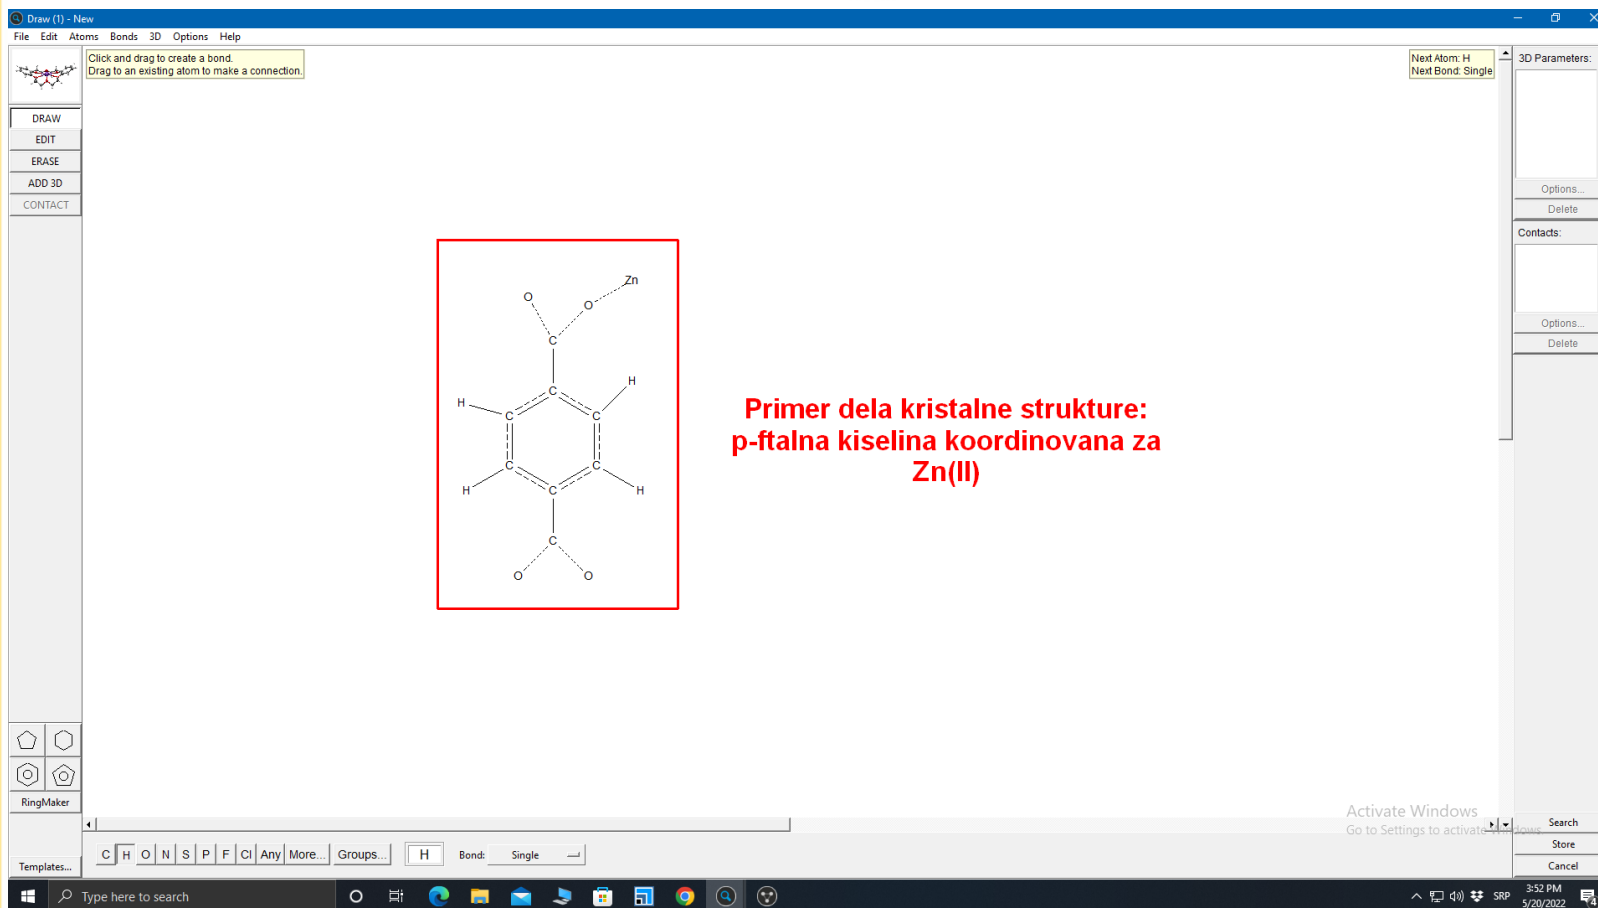 Draw (1) - New
File Edit Atoms Bonds 3D Options Help
Click and drag to create a bond.
Drag to an existing atom to make a connection.
Next Atom: H
Next Bond: Single
3D Parameters:
DRAW
EDIT
ERASE
ADD 3D
CONTACT
Options...
Delete
Contacts:
Options...
Delete
Zn
O
O
C
C
H
H
C
C
C
C
H
H
C
C
O
O
Primer dela kristalne strukture:
p-ftalna kiselina koordinovana za
Zn(II)
RingMaker
Templates...
C H O N S P F Cl Any More... Groups... H Bond: Single
Activate Windows
Go to Settings to activate Windows.
Search
Store
Cancel
Type here to search
SRP
3:52 PM
5/20/2022
4